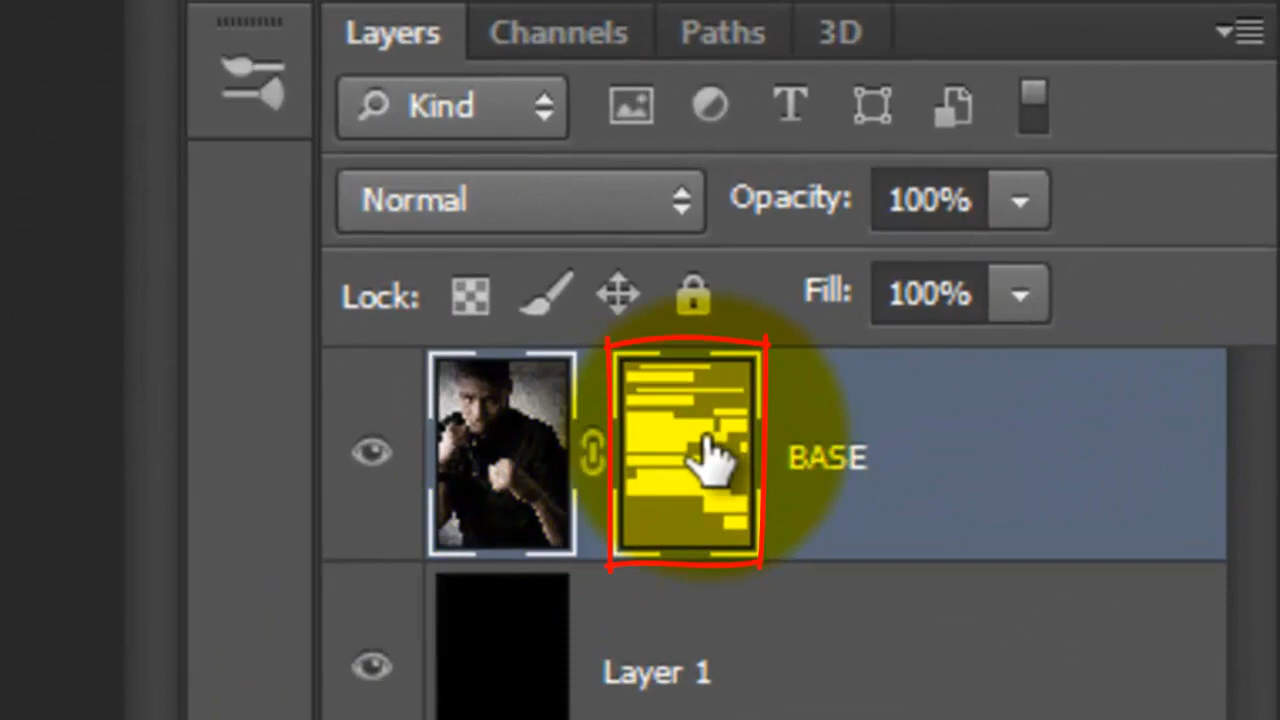 Layers Channels Paths 3D
Kind T
Normal Opacity: 100%
Lock: Fill: 100%
BASE
Layer 1